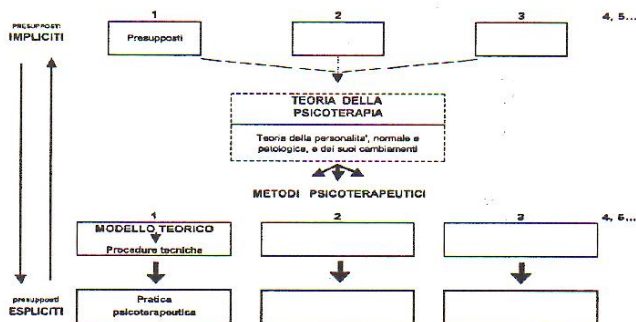 PRESUPPOSTI
IMPLICITI
1
2
3
4, 5...
Presupposti
TEORIA DELLA
PSICOTERAPIA
Teoria della personalita', normale e
patologica, e dei suoi cambiamenti
METODI PSICOTERAPEUTICI
1
2
3
4, 5...
MODELLO TEORICO
Procedure tecniche
presupposti
ESPLICITI
Pratica
psicoterapeutica